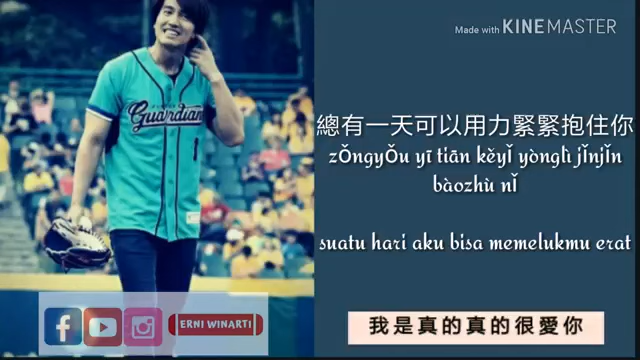 Made with KINEMASTER
Guardians
1
總有一天可以用力緊緊抱住你
zǑngyǑu yī tiān kěyǏ yònglì jǏnjǏn
bàozhù nǏ
suatu hari aku bisa memelukmu erat
我是真的真的很愛你
ERNI WINARTI